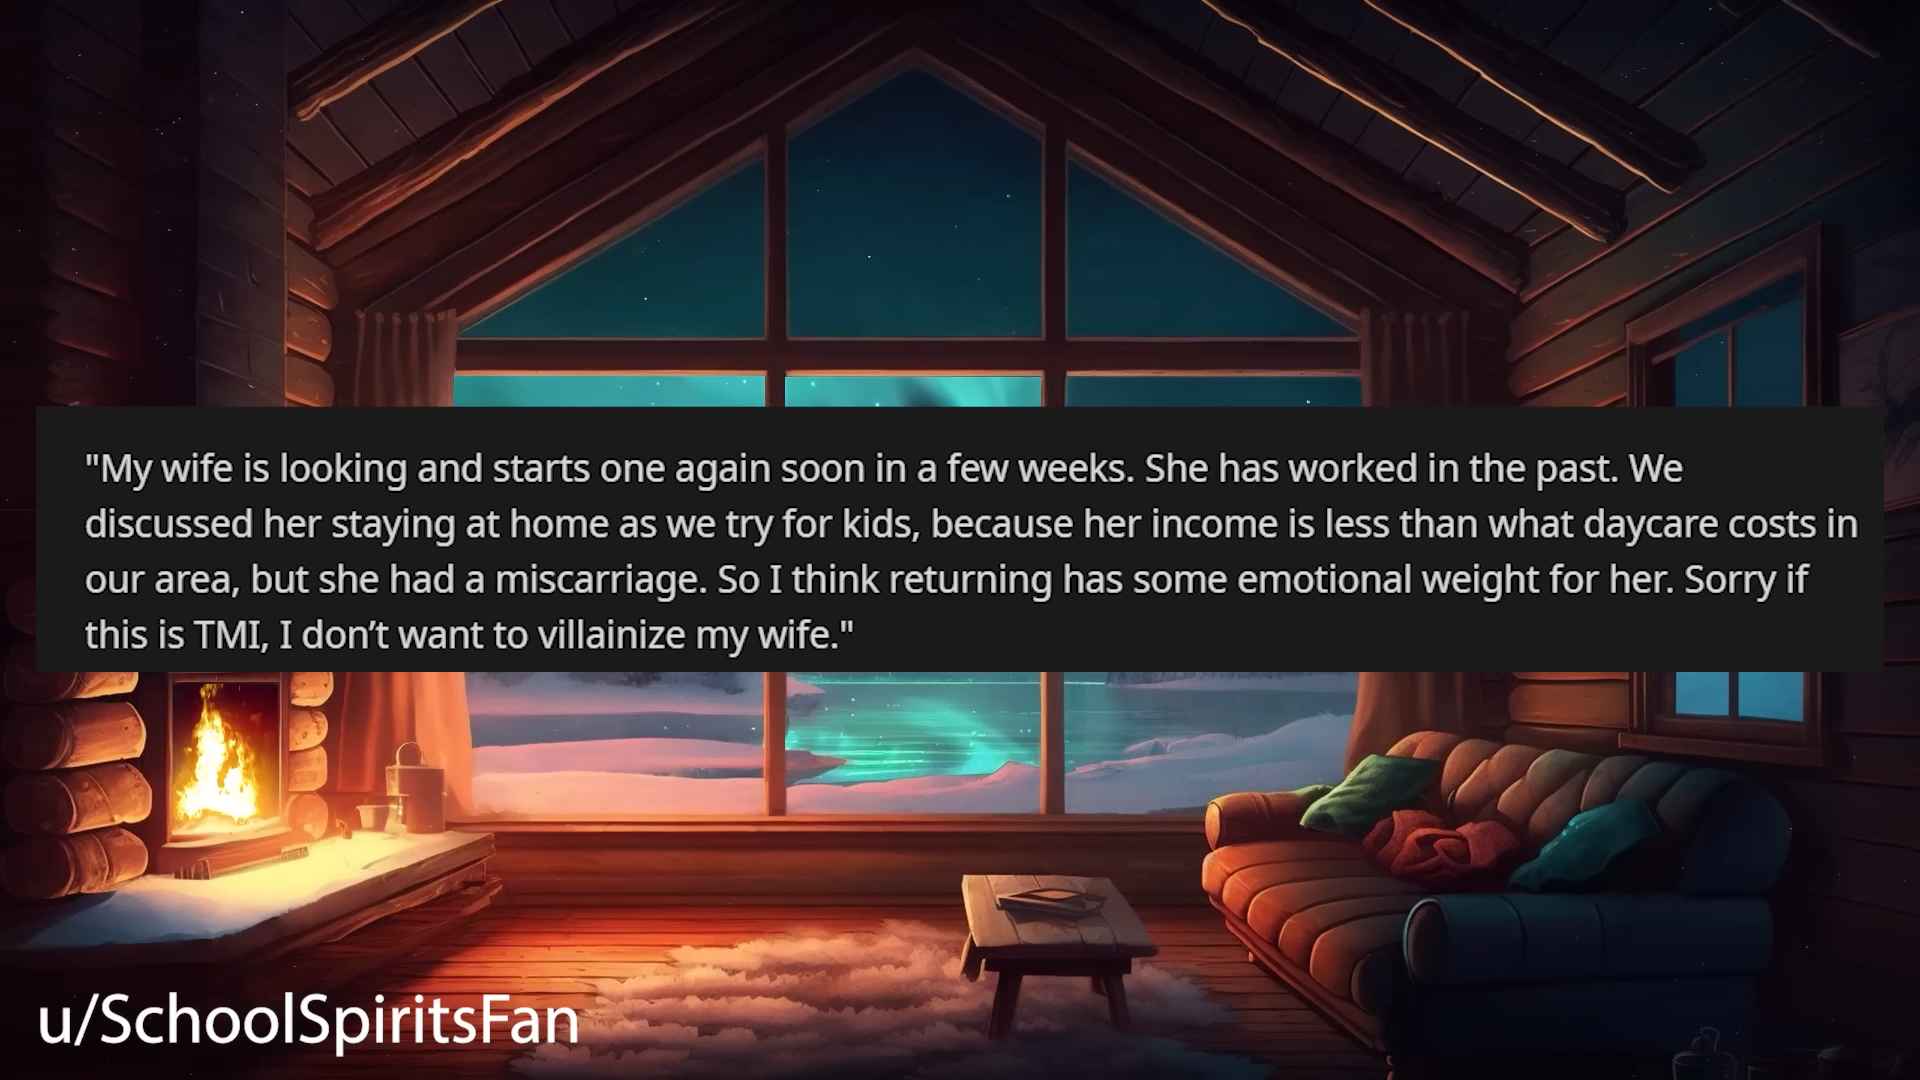 "My wife is looking and starts one again soon in a few weeks. She has worked in the past. We
discussed her staying at home as we try for kids, because her income is less than what daycare costs in
our area, but she had a miscarriage. So I think returning has some emotional weight for her. Sorry if
this is TMI, I don’t want to villainize my wife."
u/SchoolSpiritsFan